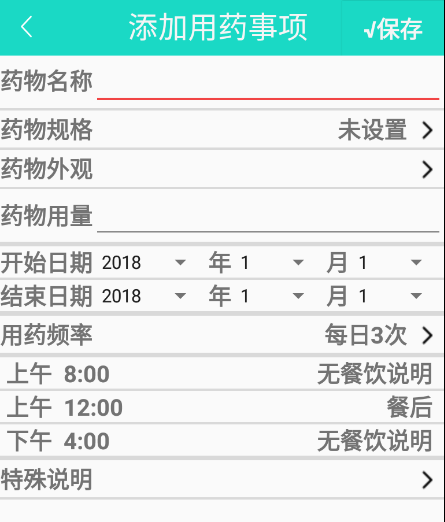 添加用药事项 √保存
药物名称
药物规格 未设置
药物外观
药物用量
开始日期 2018 年 1 月 1
结束日期 2018 年 1 月 1
用药频率 每日3次
上午 8:00 无餐饮说明
上午 12:00 餐后
下午 4:00 无餐饮说明
特殊说明